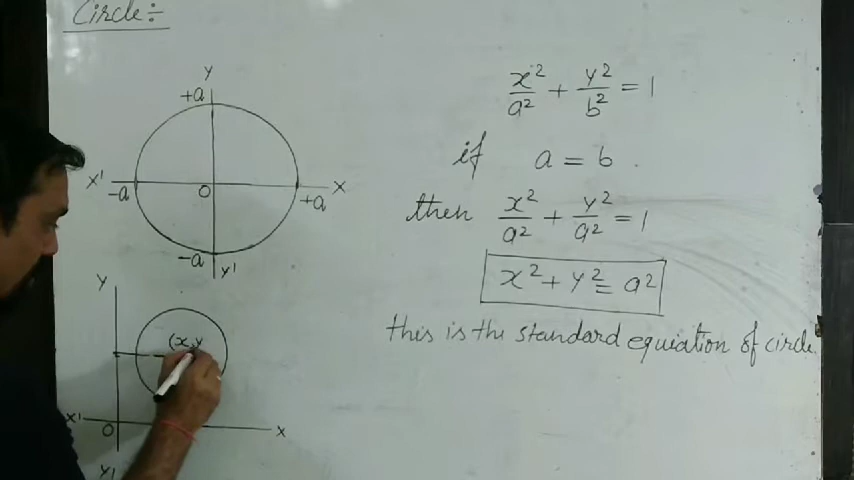 Circle:-
Y
+a
X' -a O +a X
-a Y'
Y
(x, y
X' O X
Y'
x²/a² + y²/b² = 1
if a = b .
then x²/a² + y²/a² = 1
x² + y² = a²
this is the standard equiation of circle.